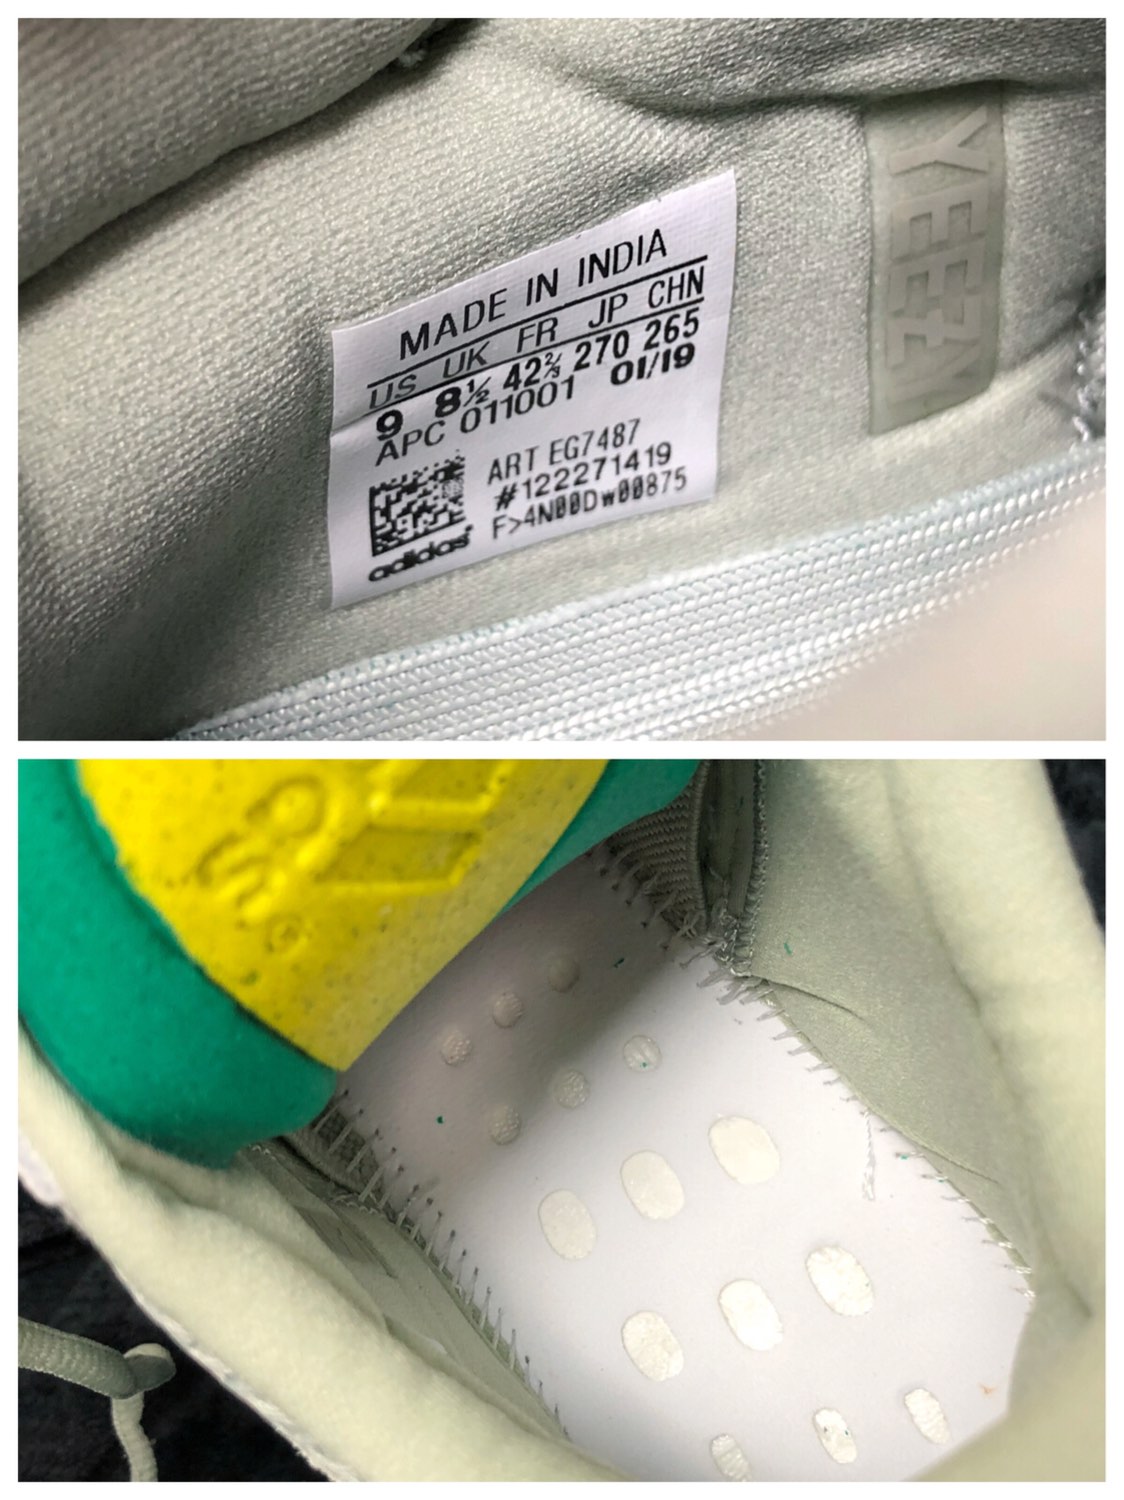 MADE IN INDIA
US UK FR JP CHN
9 8½ 42⅔ 270 265
APC 011001 01/19
ART EG7487
#122271419
F>4N00Dw00875
adidas
YEEZY